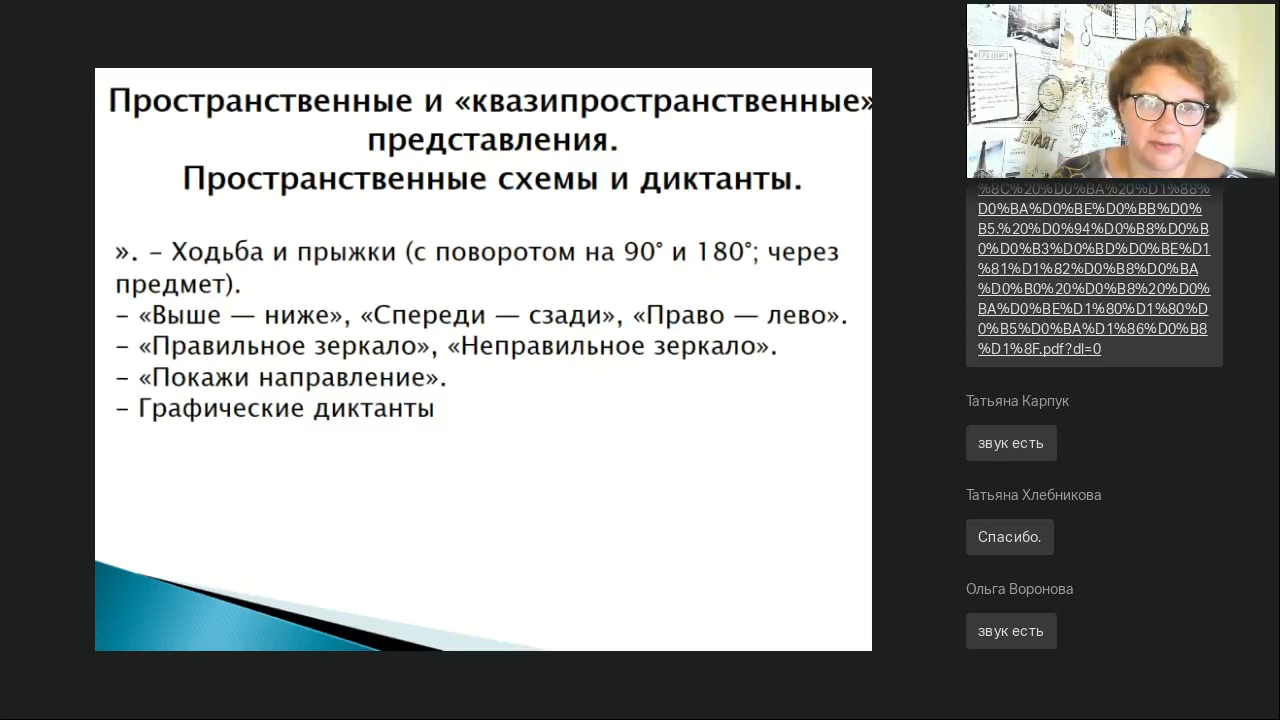 Пространственные и «квазипространственные»
представления.
Пространственные схемы и диктанты.
». – Ходьба и прыжки (с поворотом на 90° и 180°; через
предмет).
– «Выше — ниже», «Спереди — сзади», «Право — лево».
– «Правильное зеркало», «Неправильное зеркало».
– «Покажи направление».
– Графические диктанты
TRAVEL
%8C%20%D0%BA%20%D1%88%
D0%BA%D0%BE%D0%BB%D0%
B5.%20%D0%94%D0%B8%D0%B
0%D0%B3%D0%BD%D0%BE%D1
%81%D1%82%D0%B8%D0%BA
%D0%B0%20%D0%B8%20%D0%
BA%D0%BE%D1%80%D1%80%D
0%B5%D0%BA%D1%86%D0%B8
%D1%8F.pdf?dl=0
Татьяна Карпук
звук есть
Татьяна Хлебникова
Спасибо.
Ольга Воронова
звук есть